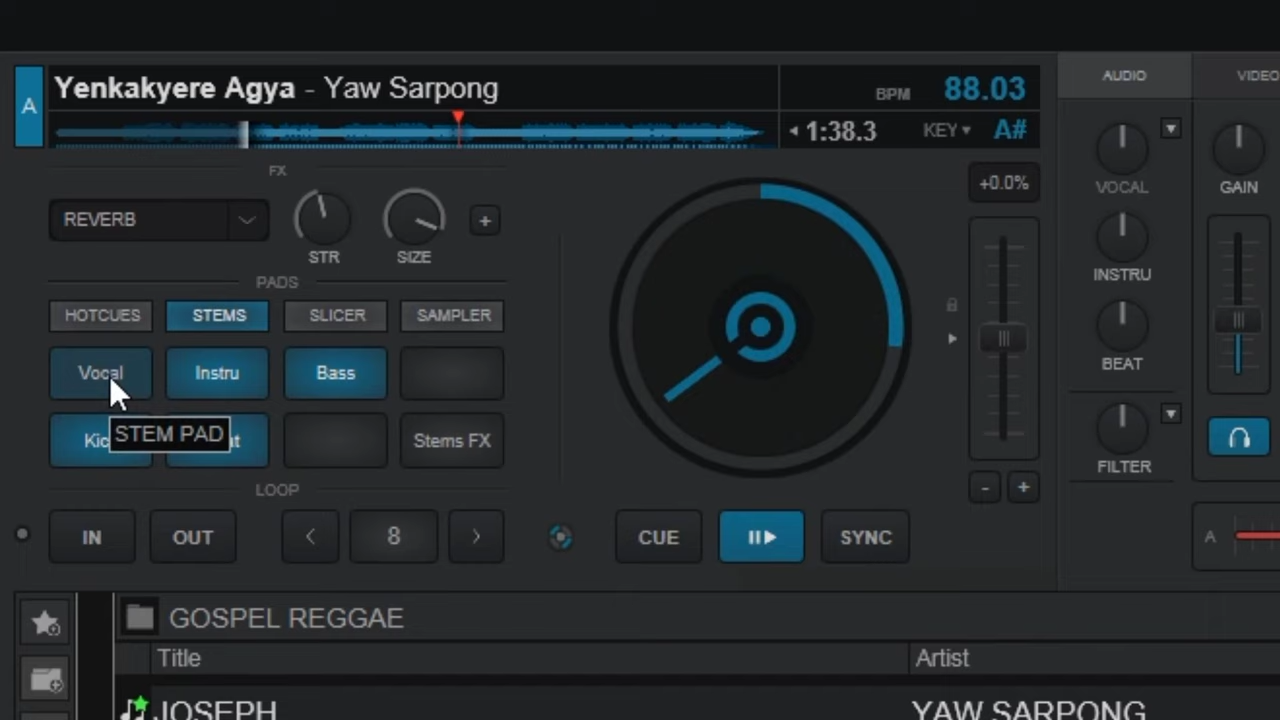 A
Yenkakyere Agya - Yaw Sarpong
BPM 88.03
1:38.3 KEY A#
AUDIO
VIDEO
FX
REVERB
STR
SIZE
+
+0.0%
VOCAL
GAIN
INSTRU
BEAT
FILTER
PADS
HOTCUES STEMS SLICER SAMPLER
Vocal Instru Bass
STEM PAD
Stems FX
LOOP
IN OUT < 8 >
CUE SYNC
- +
A
GOSPEL REGGAE
Title Artist
JOSEPH YAW SARPONG